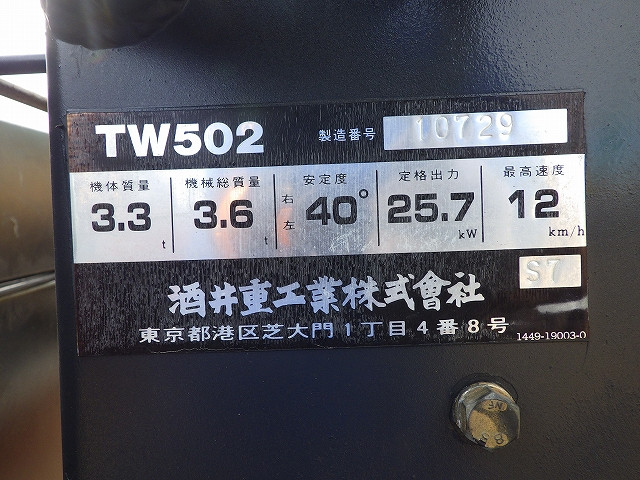 TW502 製造番号 10729
機体質量 機械総質量 安定度 定格出力 最高速度
3.3 t 3.6 t 右左 40° 25.7 kW 12 km/h
S7
酒井重工業株式會社
東京都港区芝大門1丁目4番8号 1449-19003-0